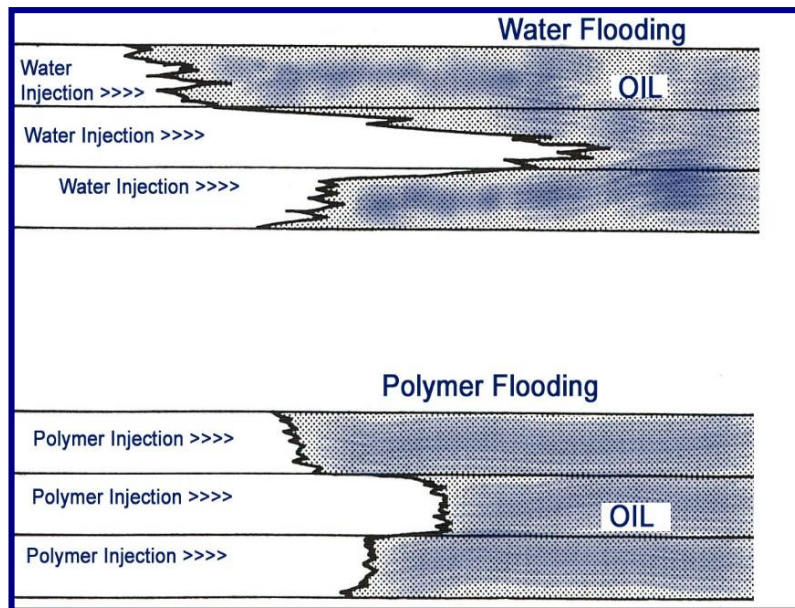 Water Flooding
Water
Injection >>>>
OIL
Water Injection >>>>
Water Injection >>>>
Polymer Flooding
Polymer Injection >>>>
Polymer Injection >>>>
OIL
Polymer Injection >>>>